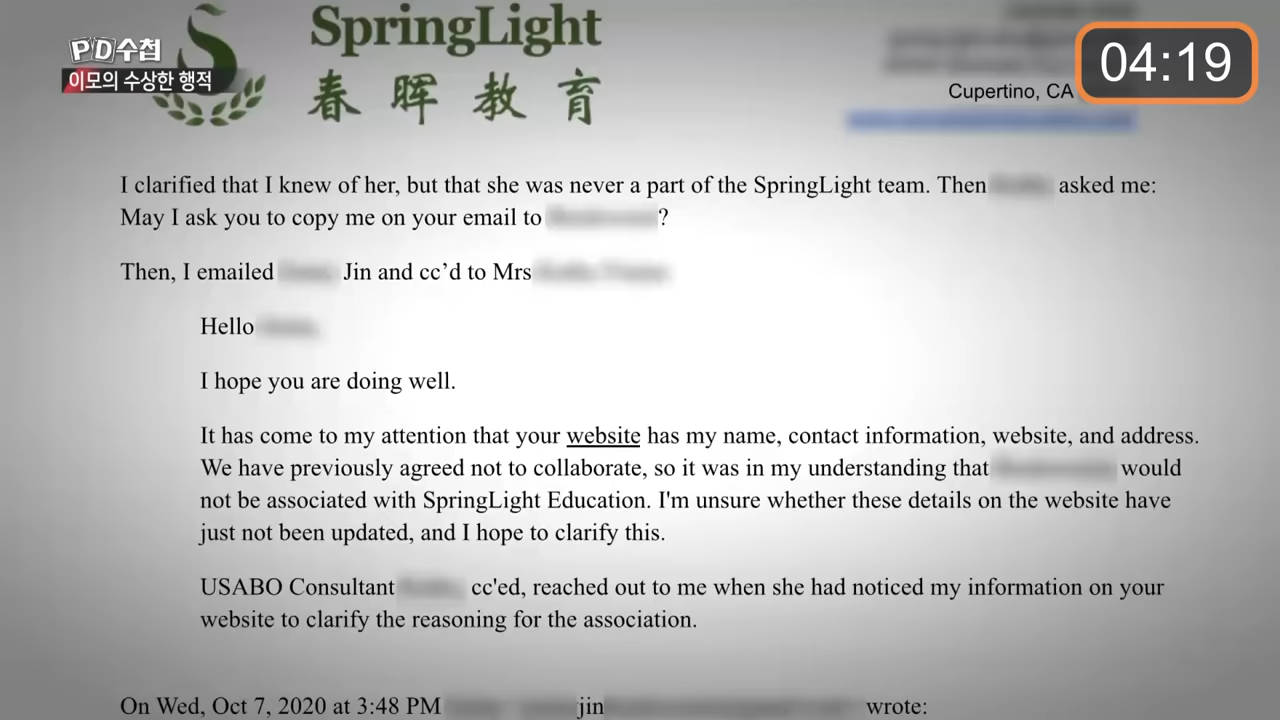 PD수첩
이모의 수상한 행적
SpringLight
春暉教育
Cupertino, CA
04:19
I clarified that I knew of her, but that she was never a part of the SpringLight team. Then asked me:
May I ask you to copy me on your email to ?
Then, I emailed Jin and cc’d to Mrs
Hello
I hope you are doing well.
It has come to my attention that your website has my name, contact information, website, and address.
We have previously agreed not to collaborate, so it was in my understanding that would
not be associated with SpringLight Education. I'm unsure whether these details on the website have
just not been updated, and I hope to clarify this.
USABO Consultant cc'ed, reached out to me when she had noticed my information on your
website to clarify the reasoning for the association.
On Wed, Oct 7, 2020 at 3:48 PM jin wrote: